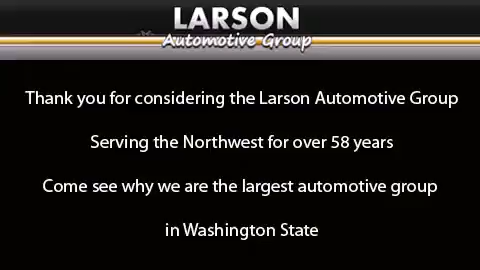 LARSON
Automotive Group
Thank you for considering the Larson Automotive Group
Serving the Northwest for over 58 years
Come see why we are the largest automotive group
in Washington State